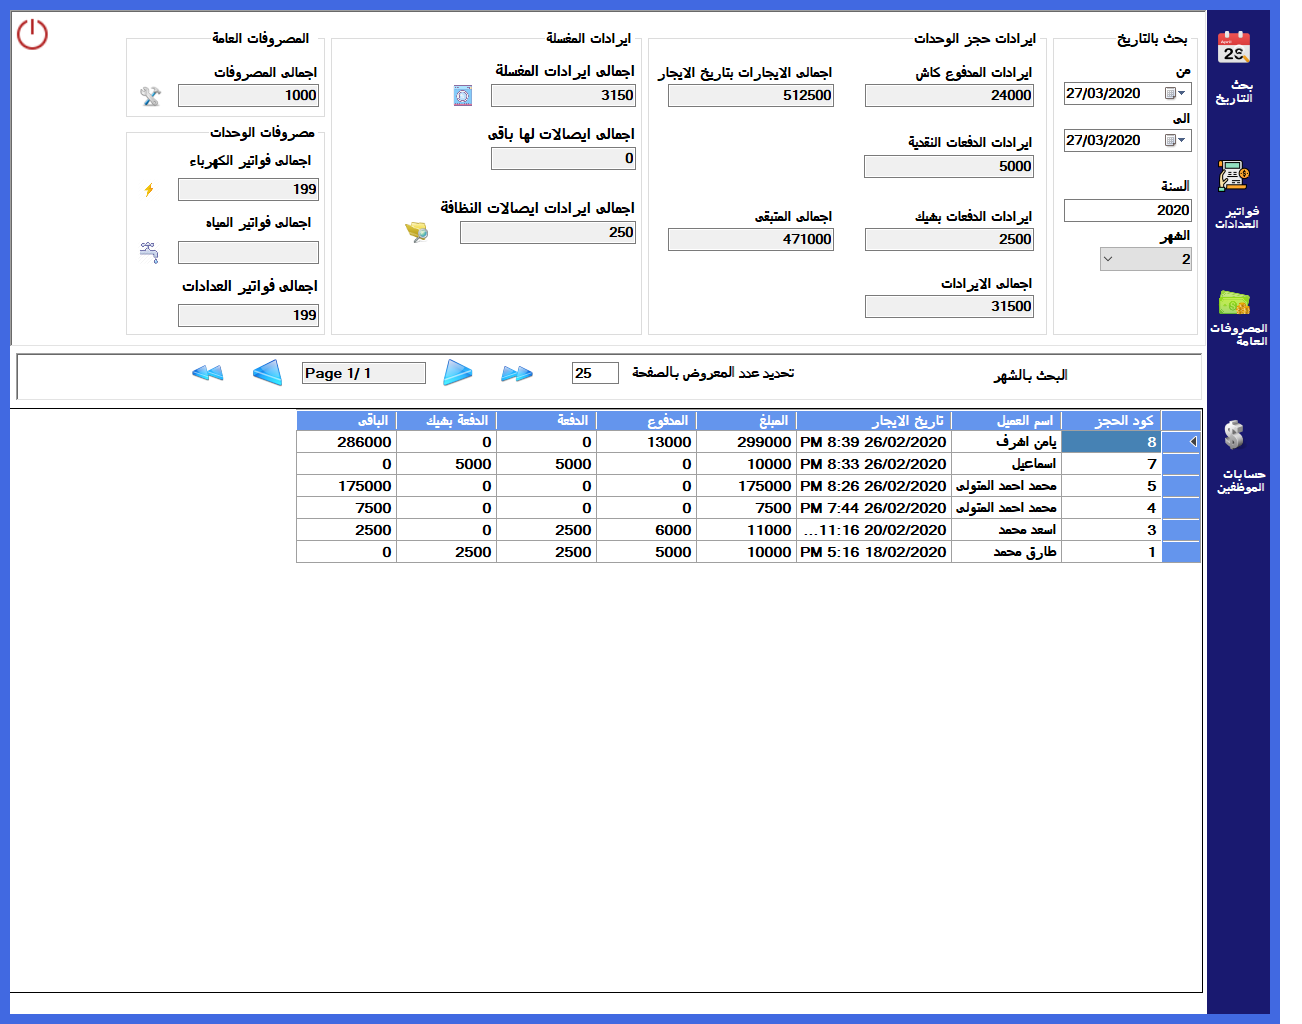 بحث بالتاريخ
من
27/03/2020
الى
27/03/2020
السنة
2020
الشهر
2
ايرادات حجز الوحدات
ايرادات المدفوع كاش
24000
اجمالى الايجارات بتاريخ الايجار
512500
ايرادات الدفعات النقدية
5000
ايرادات الدفعات بشيك
2500
اجمالى المتبقى
471000
اجمالى الايرادات
31500
ايرادات المغسلة
اجمالى ايرادات المغسلة
3150
اجمالى ايصالات لها باقى
0
اجمالى ايرادات ايصالات النظافة
250
المصروفات العامة
اجمالى المصروفات
1000
مصروفات الوحدات
اجمالى فواتير الكهرباء
199
اجمالى فواتير المياه
اجمالى فواتير العدادات
199
April
28
بحث
التاريخ
فواتير
العدادات
المصروفات
العامة
حسابات
الموظفين
البحث بالشهر
تحديد عدد المعروض بالصفحة
25
Page 1/ 1
كود الحجز اسم العميل تاريخ الايجار المبلغ المدفوع الدفعة الدفعة بشيك الباقى
8 يامن اشرف 26/02/2020 8:39 PM 299000 13000 0 0 286000
7 اسماعيل 26/02/2020 8:33 PM 10000 0 5000 5000 0
5 محمد احمد المتولى 26/02/2020 8:26 PM 175000 0 0 0 175000
4 محمد احمد المتولى 26/02/2020 7:44 PM 7500 0 0 0 7500
3 اسعد محمد 20/02/2020 11:16... 11000 6000 2500 0 2500
1 طارق محمد 18/02/2020 5:16 PM 10000 5000 2500 2500 0